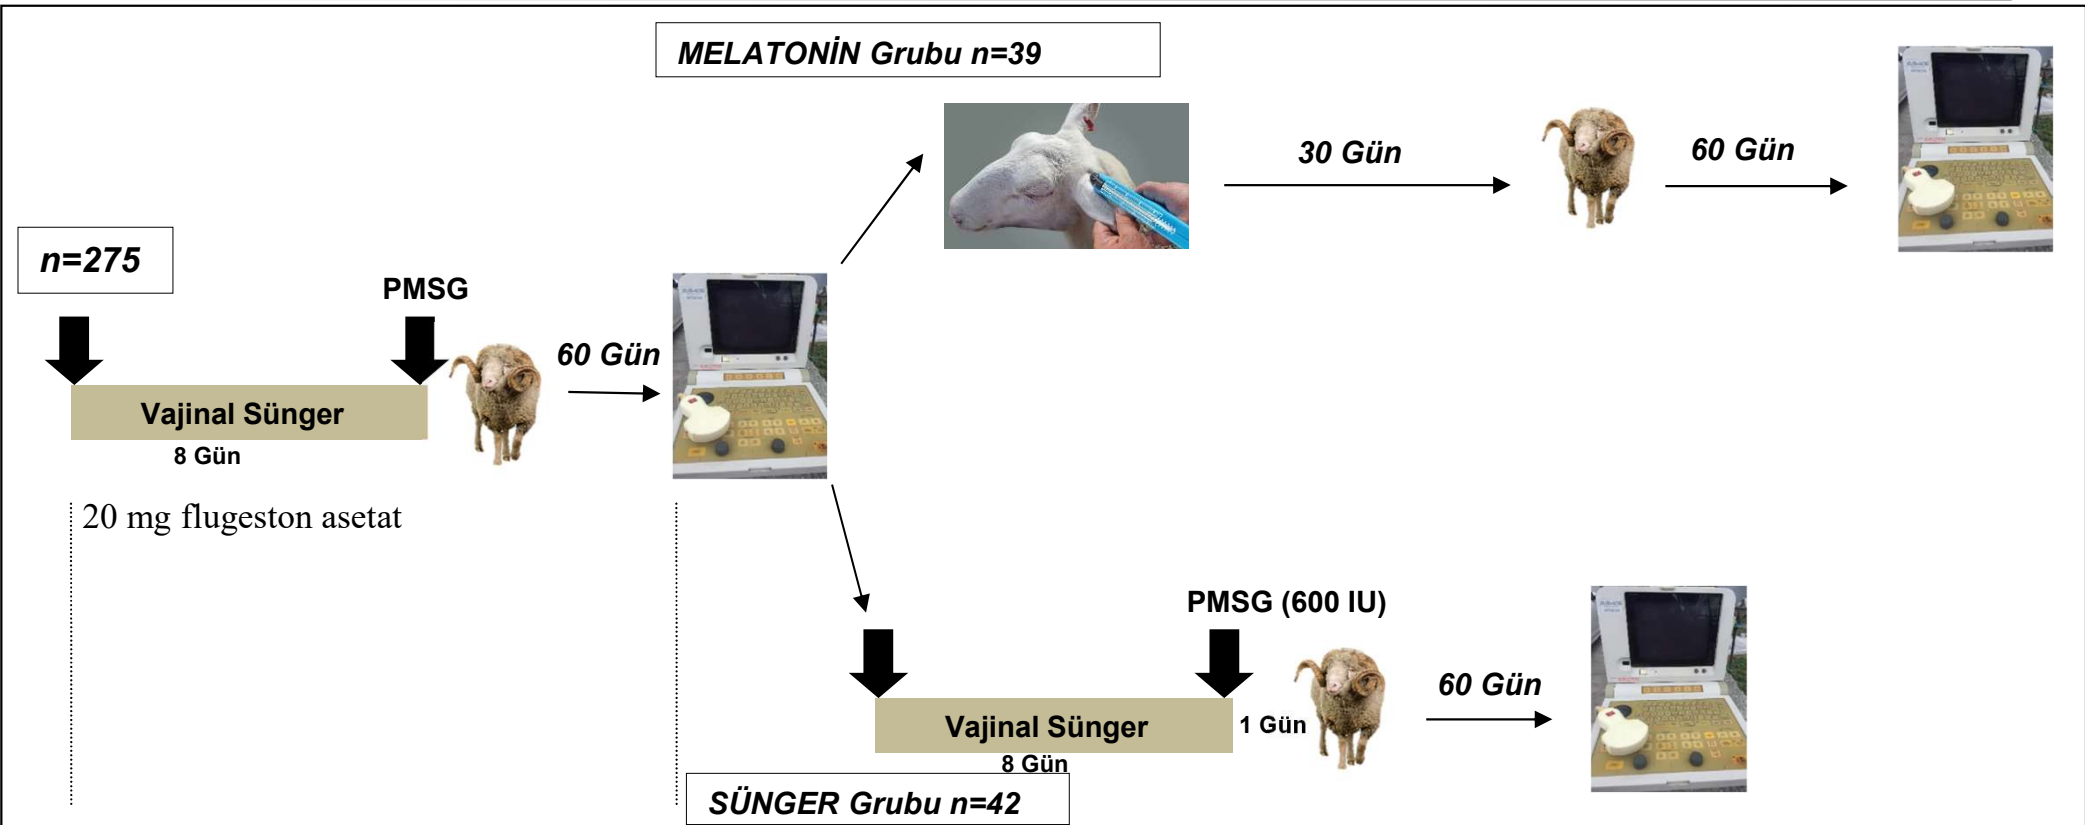 MELATONİN Grubu n=39
30 Gün
60 Gün
n=275
PMSG
60 Gün
Vajinal Sünger
8 Gün
20 mg flugeston asetat
PMSG (600 IU)
60 Gün
Vajinal Sünger
1 Gün
8 Gün
SÜNGER Grubu n=42